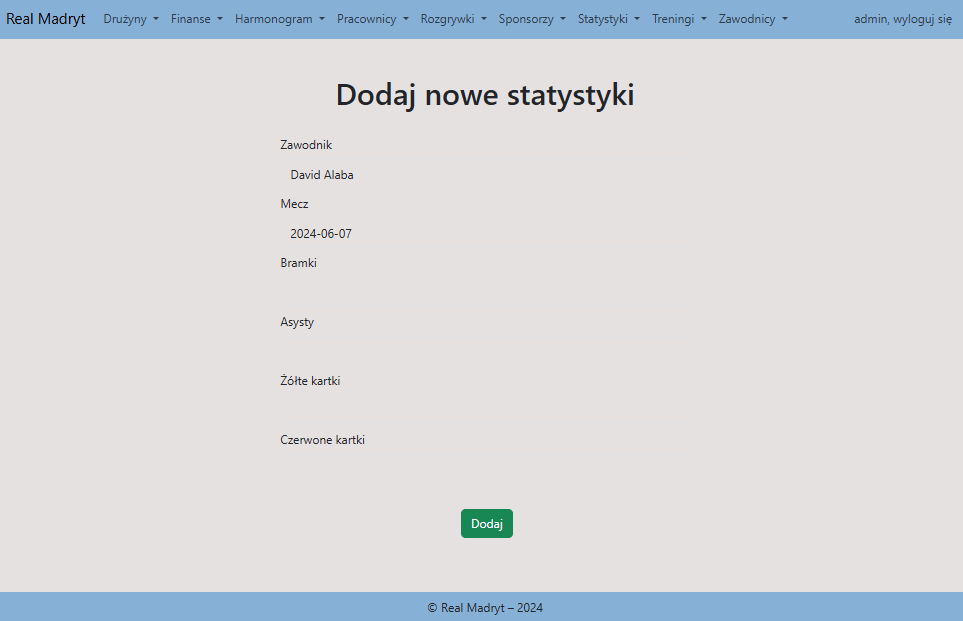 Real Madryt Drużyny Finanse Harmonogram Pracownicy Rozgrywki Sponsorzy Statystyki Treningi Zawodnicy admin, wyloguj się
Dodaj nowe statystyki
Zawodnik
David Alaba
Mecz
2024-06-07
Bramki
Asysty
Żółte kartki
Czerwone kartki
Dodaj
© Real Madryt – 2024